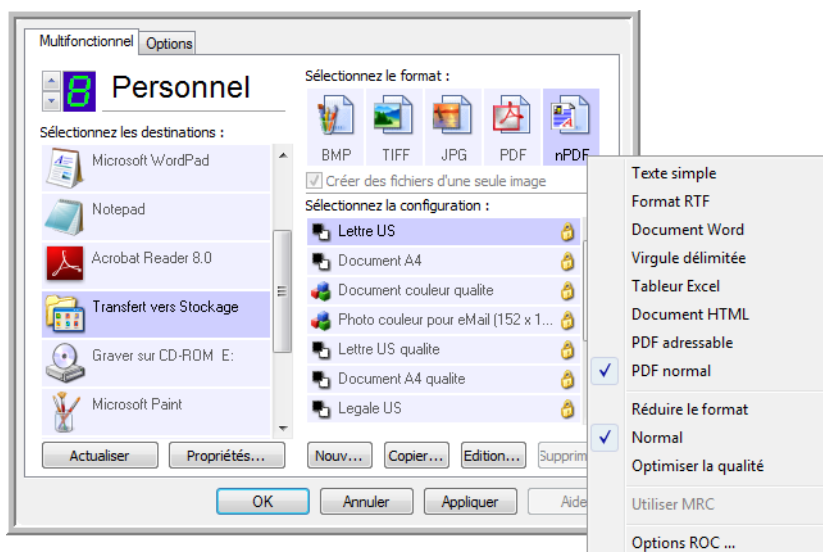 Multifonctionnel
Options
8
Personnel
Sélectionnez les destinations :
Microsoft WordPad
Notepad
Acrobat Reader 8.0
Transfert vers Stockage
Graver sur CD-ROM E:
Microsoft Paint
Actualiser
Propriétés...
Sélectionnez le format :
BMP
TIFF
JPG
PDF
nPDF
Créer des fichiers d'une seule image
Sélectionnez la configuration :
Lettre US
Document A4
Document couleur qualite
Photo couleur pour eMail (152 x 1...
Lettre US qualite
Document A4 qualite
Legale US
Nouv...
Copier...
Edition...
Supprim
OK
Annuler
Appliquer
Aide
Texte simple
Format RTF
Document Word
Virgule délimitée
Tableur Excel
Document HTML
PDF adressable
PDF normal
Réduire le format
Normal
Optimiser la qualité
Utiliser MRC
Options ROC ...